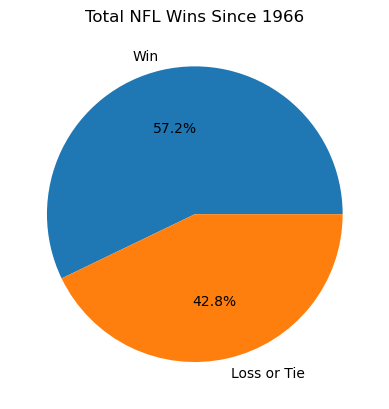 Total NFL Wins Since 1966
Win
57.2%
42.8%
Loss or Tie